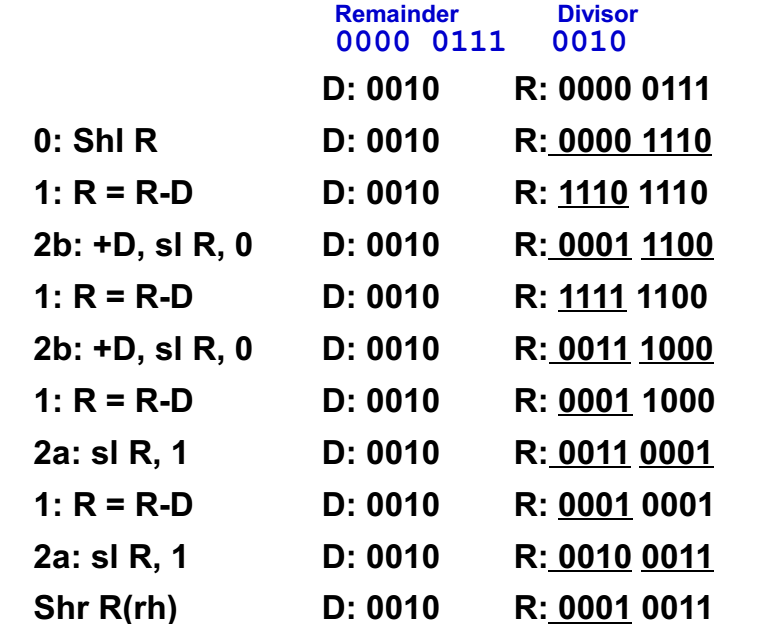 Remainder Divisor
0000 0111 0010
D: 0010 R: 0000 0111
0: Shl R D: 0010 R: 0000 1110
1: R = R-D D: 0010 R: 1110 1110
2b: +D, sl R, 0 D: 0010 R: 0001 1100
1: R = R-D D: 0010 R: 1111 1100
2b: +D, sl R, 0 D: 0010 R: 0011 1000
1: R = R-D D: 0010 R: 0001 1000
2a: sl R, 1 D: 0010 R: 0011 0001
1: R = R-D D: 0010 R: 0001 0001
2a: sl R, 1 D: 0010 R: 0010 0011
Shr R(rh) D: 0010 R: 0001 0011